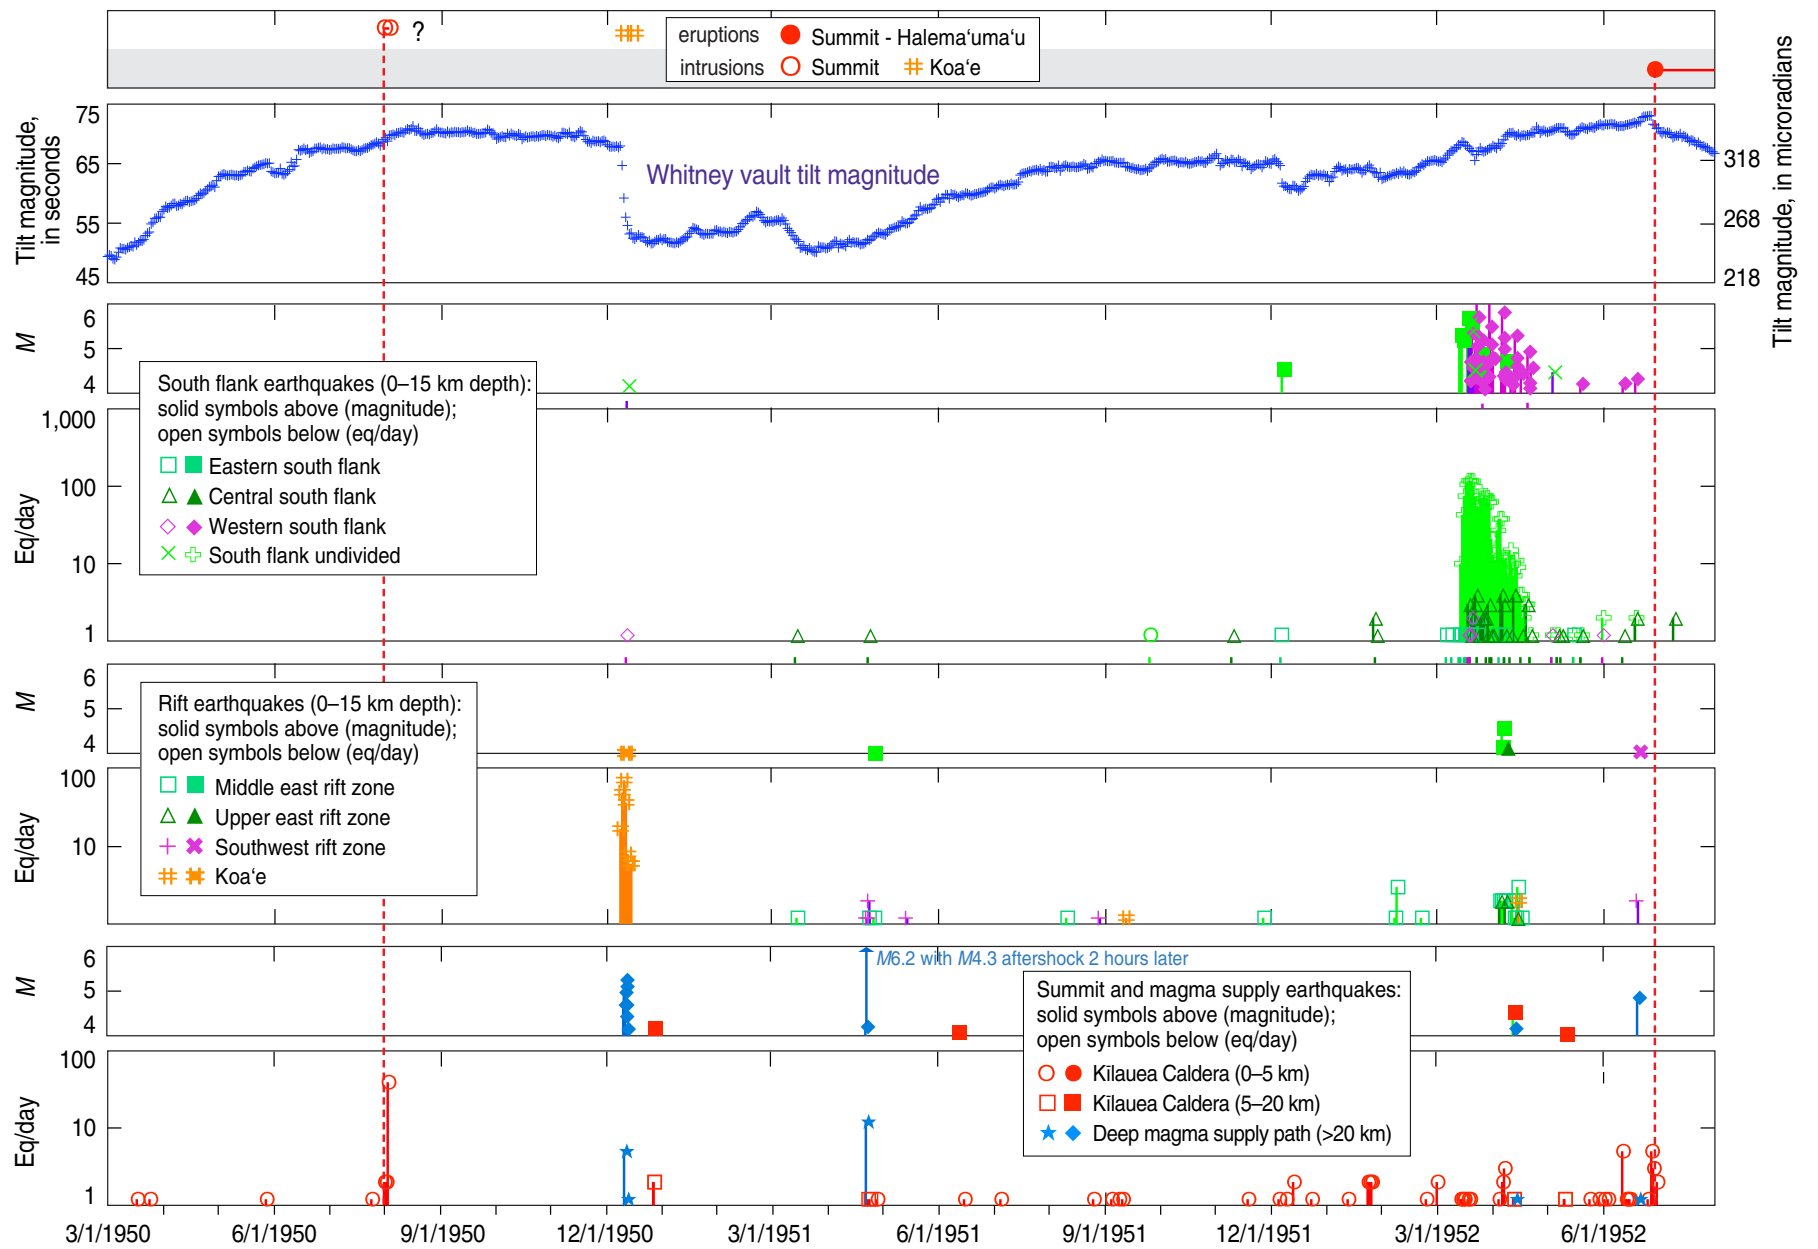 ?
eruptions Summit - Halemaʻumaʻu
intrusions Summit Koaʻe
Tilt magnitude,
in seconds
75
65
55
45
Whitney vault tilt magnitude
318
268
218
Tilt magnitude, in microradians
M
6
5
4
South flank earthquakes (0–15 km depth):
solid symbols above (magnitude);
open symbols below (eq/day)
Eastern south flank
Central south flank
Western south flank
South flank undivided
Eq/day
1,000
100
10
1
M
6
5
4
Rift earthquakes (0–15 km depth):
solid symbols above (magnitude);
open symbols below (eq/day)
Middle east rift zone
Upper east rift zone
Southwest rift zone
Koaʻe
Eq/day
100
10
M
6
5
4
M6.2 with M4.3 aftershock 2 hours later
Summit and magma supply earthquakes:
solid symbols above (magnitude);
open symbols below (eq/day)
Kīlauea Caldera (0–5 km)
Kīlauea Caldera (5–20 km)
Deep magma supply path (>20 km)
Eq/day
100
10
1
3/1/1950 6/1/1950 9/1/1950 12/1/1950 3/1/1951 6/1/1951 9/1/1951 12/1/1951 3/1/1952 6/1/1952